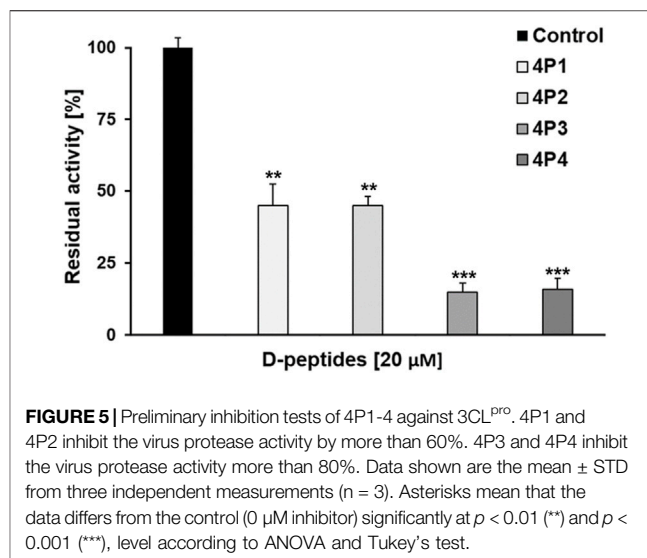 100
75
50
25
0
Residual activity [%]
Control
4P1
4P2
4P3
4P4
**
**
***
***
D-peptides [20 µM]
FIGURE 5 | Preliminary inhibition tests of 4P1-4 against 3CLpro. 4P1 and
4P2 inhibit the virus protease activity by more than 60%. 4P3 and 4P4 inhibit
the virus protease activity more than 80%. Data shown are the mean ± STD
from three independent measurements (n = 3). Asterisks mean that the
data differs from the control (0 µM inhibitor) significantly at p < 0.01 (**) and p <
0.001 (***), level according to ANOVA and Tukey's test.